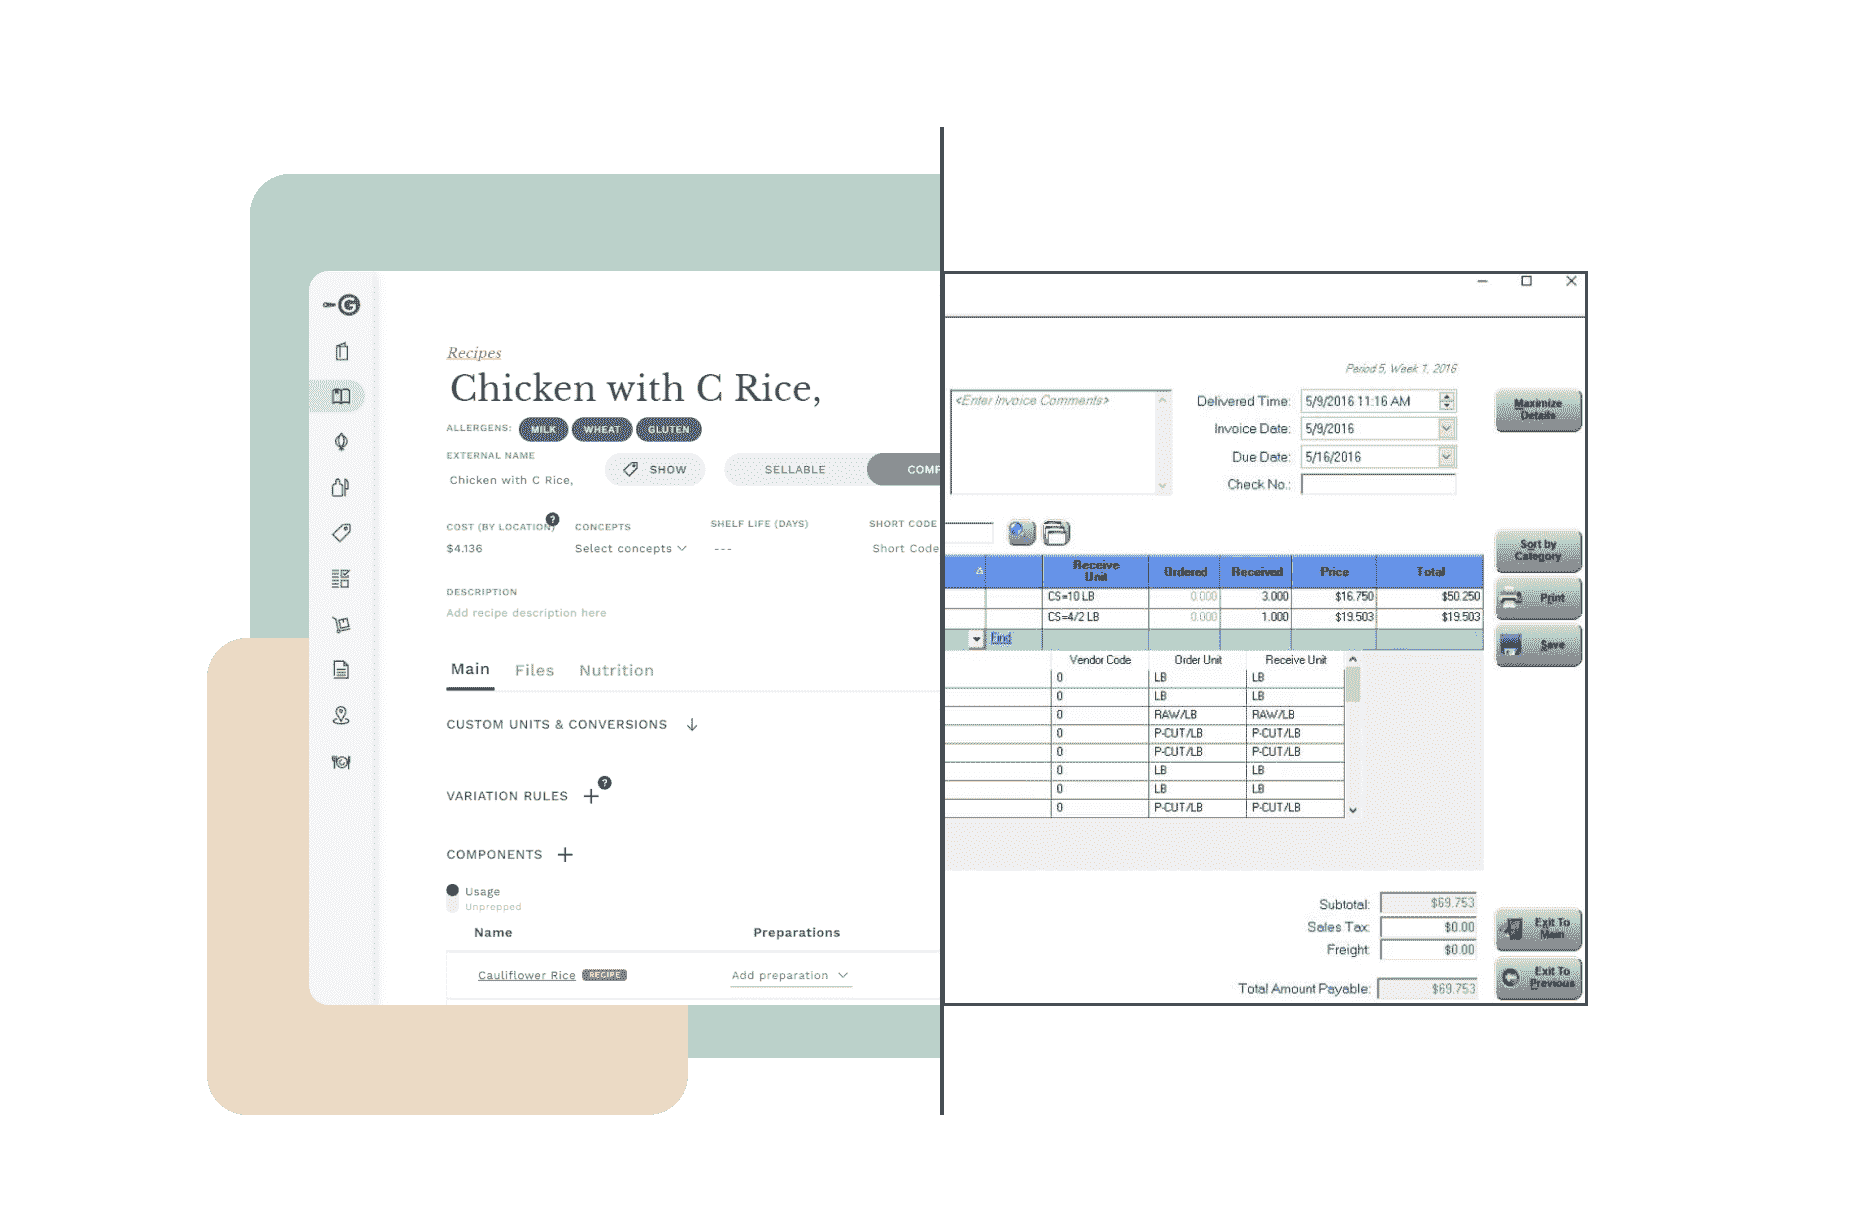 Recipes
Chicken with C Rice,
ALLERGENS: MILK WHEAT GLUTEN
EXTERNAL NAME
Chicken with C Rice,
SHOW
SELLABLE
COMP
COST (BY LOCATION) ?
CONCEPTS
SHELF LIFE (DAYS)
SHORT CODE
$4.136
Select concepts
---
Short Code
DESCRIPTION
Add recipe description here
Main Files Nutrition
CUSTOM UNITS & CONVERSIONS
VARIATION RULES + ?
COMPONENTS +
Usage
Unprepped
Name Preparations
Cauliflower Rice RECIPE Add preparation
Period 5, Week 1, 2016
<Enter Invoice Comments>
Delivered Time: 5/9/2016 11:16 AM
Invoice Date: 5/9/2016
Due Date: 5/16/2016
Check No.:
Maximize
Details
Sort by
Category
Print
Save
Receive
Unit Ordered Received Price Total
CS=10 LB 0.000 3.000 $16.750 $50.250
CS=4/2 LB 0.000 1.000 $19.503 $19.503
Find
Vendor Code Order Unit Receive Unit
0 LB LB
0 LB LB
0 RAW/LB RAW/LB
0 P-CUT/LB P-CUT/LB
0 P-CUT/LB P-CUT/LB
0 LB LB
0 LB LB
0 P-CUT/LB P-CUT/LB
Subtotal: $69.753
Sales Tax: $0.00
Freight: $0.00
Total Amount Payable: $69.753
Exit To
Main
Exit To
Previous